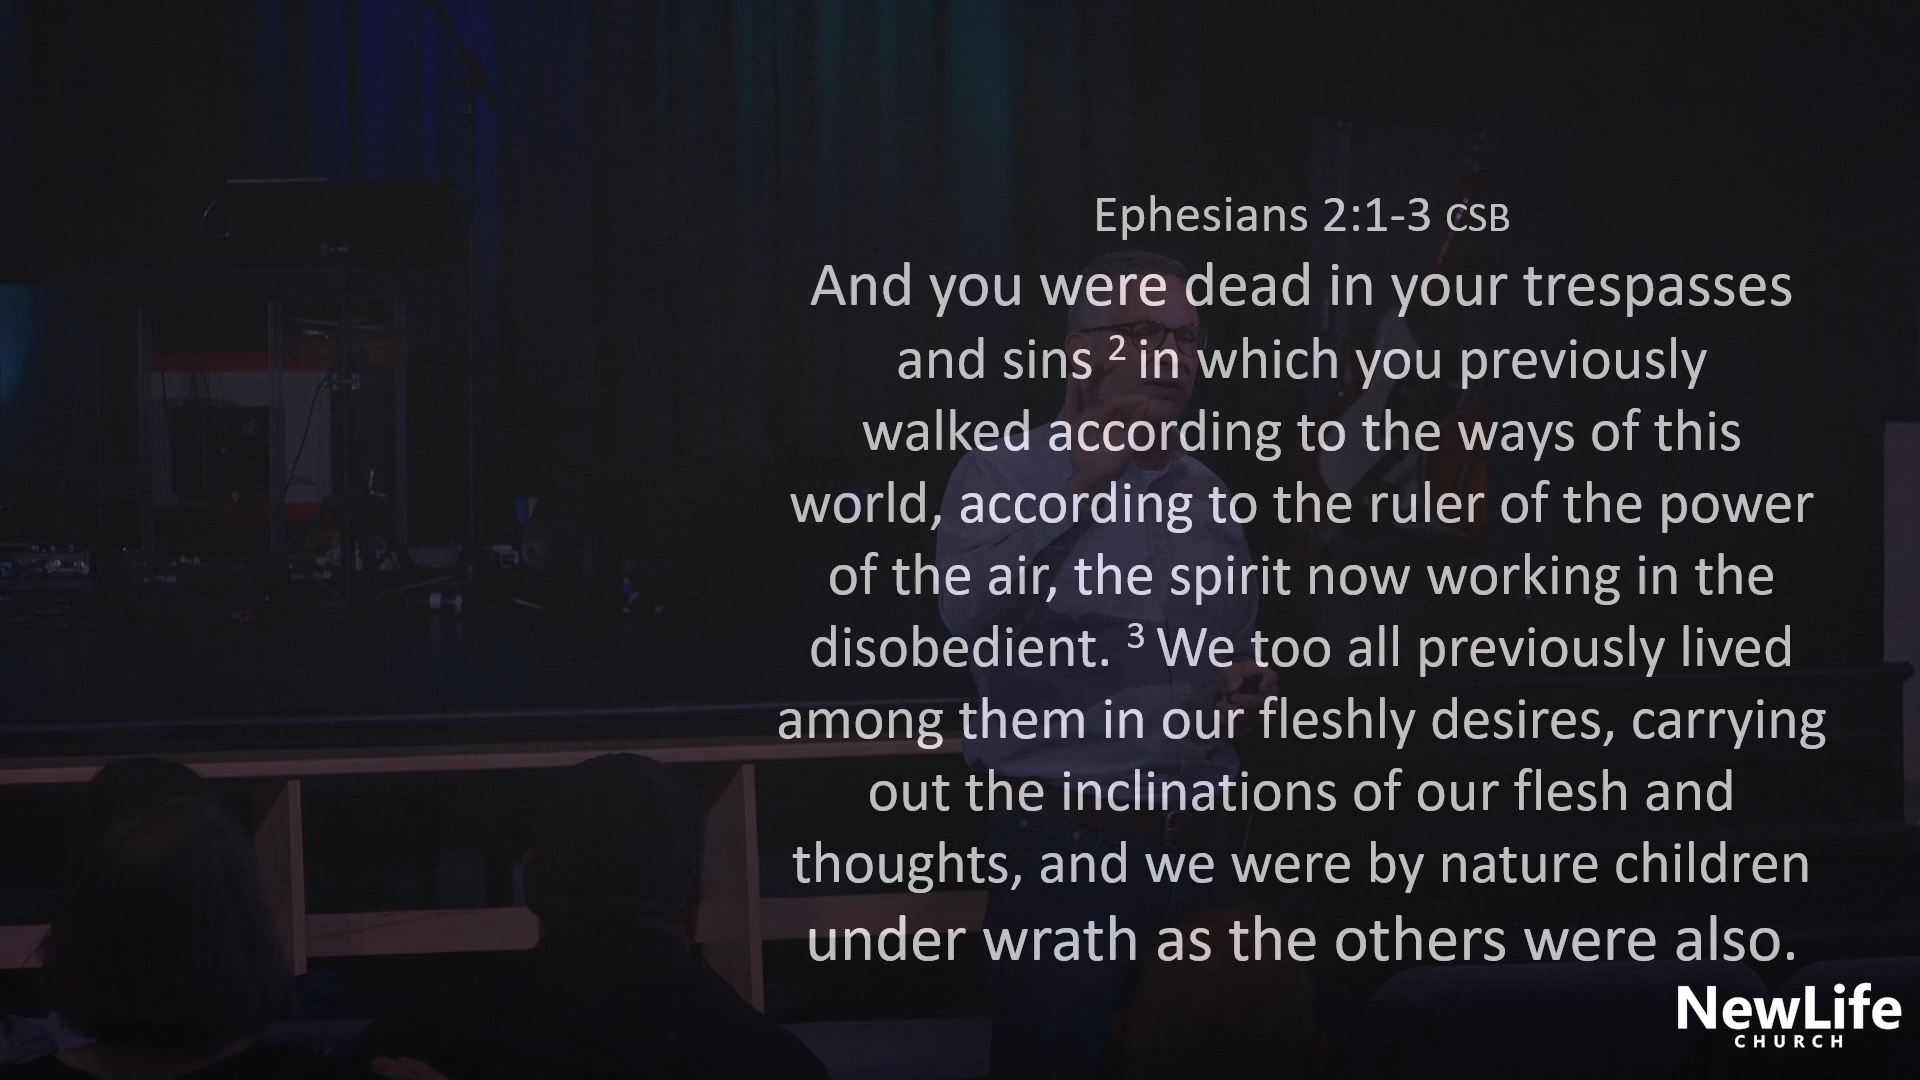 Ephesians 2:1-3 CSB
And you were dead in your trespasses
and sins 2 in which you previously
walked according to the ways of this
world, according to the ruler of the power
of the air, the spirit now working in the
disobedient. 3 We too all previously lived
among them in our fleshly desires, carrying
out the inclinations of our flesh and
thoughts, and we were by nature children
under wrath as the others were also.
NewLife
CHURCH